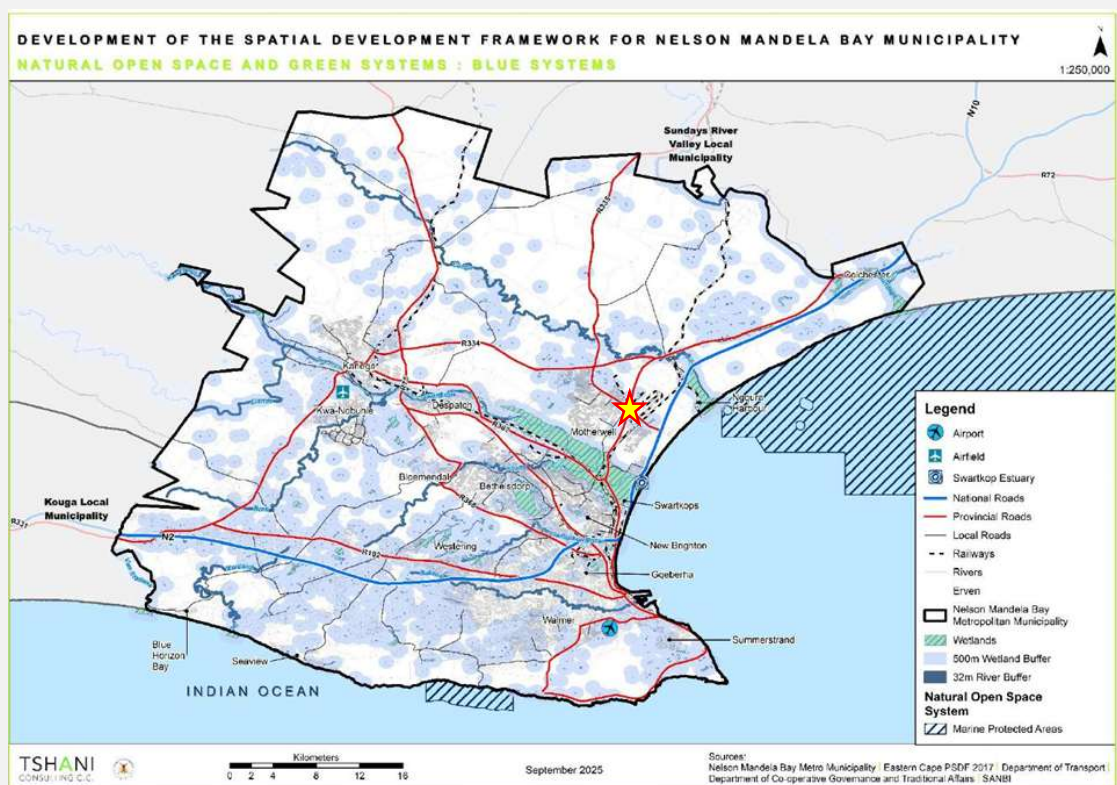 DEVELOPMENT OF THE SPATIAL DEVELOPMENT FRAMEWORK FOR NELSON MANDELA BAY MUNICIPALITY
NATURAL OPEN SPACE AND GREEN SYSTEMS : BLUE SYSTEMS
N
1:250,000
Sundays River
Valley Local
Municipality
N10
R72
R335
Colchester
R334
Kariega
Kwa-Nobuhle
Despatch
Motherwell
Ngqura
Harbour
Bloemendal
Bethelsdorp
Swartkops
Kouga Local
Municipality
N2
R102
Westering
New Brighton
Gqeberha
Walmer
Summerstrand
Blue
Horizon
Bay
Seaview
INDIAN OCEAN
Legend
Airport
Airfield
Swartkop Estuary
National Roads
Provincial Roads
Local Roads
Railways
Rivers
Erven
Nelson Mandela Bay
Metropolitan Municipality
Wetlands
500m Wetland Buffer
32m River Buffer
Natural Open Space
System
Marine Protected Areas
TSHANI
CONSULTING C.C.
Kilometers
0 2 4 8 12 16
September 2025
Sources:
Nelson Mandela Bay Metro Municipality | Eastern Cape PSDF 2017 | Department of Transport |
Department of Co-operative Governance and Traditional Affairs | SANBI